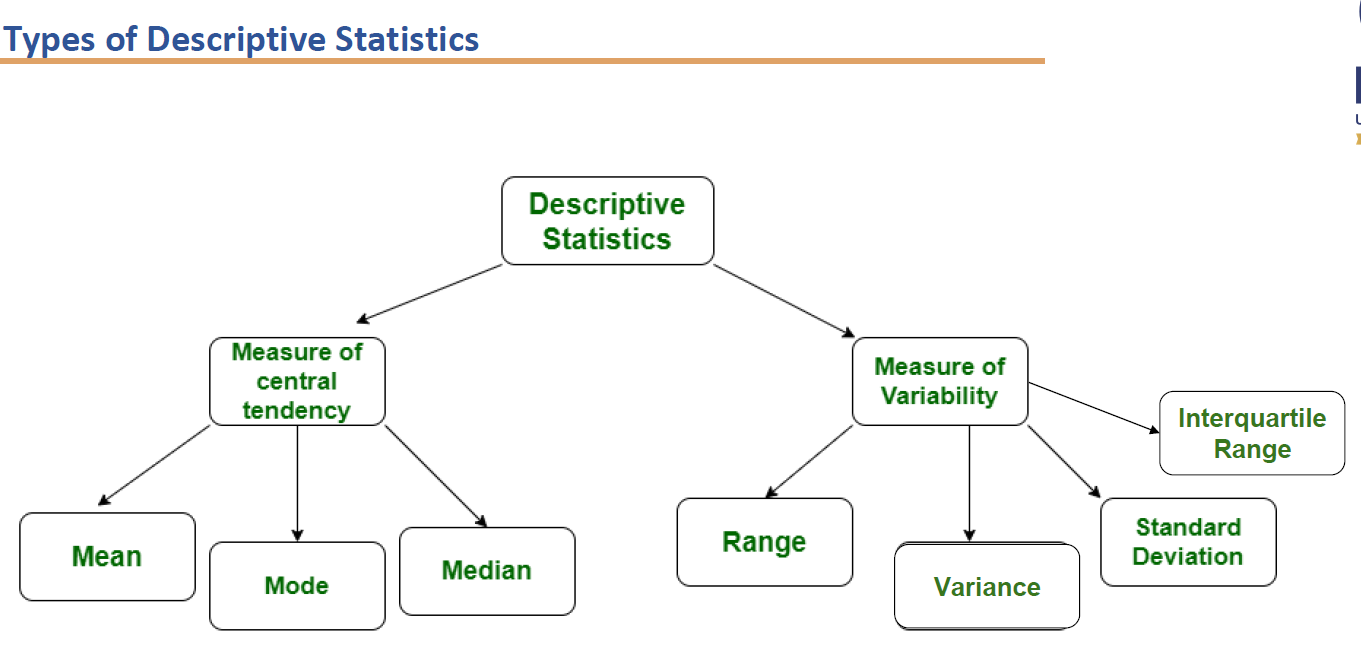 Types of Descriptive Statistics
Descriptive
Statistics
Measure of
central
tendency
Measure of
Variability
Interquartile
Range
Mean
Mode
Median
Range
Variance
Standard
Deviation